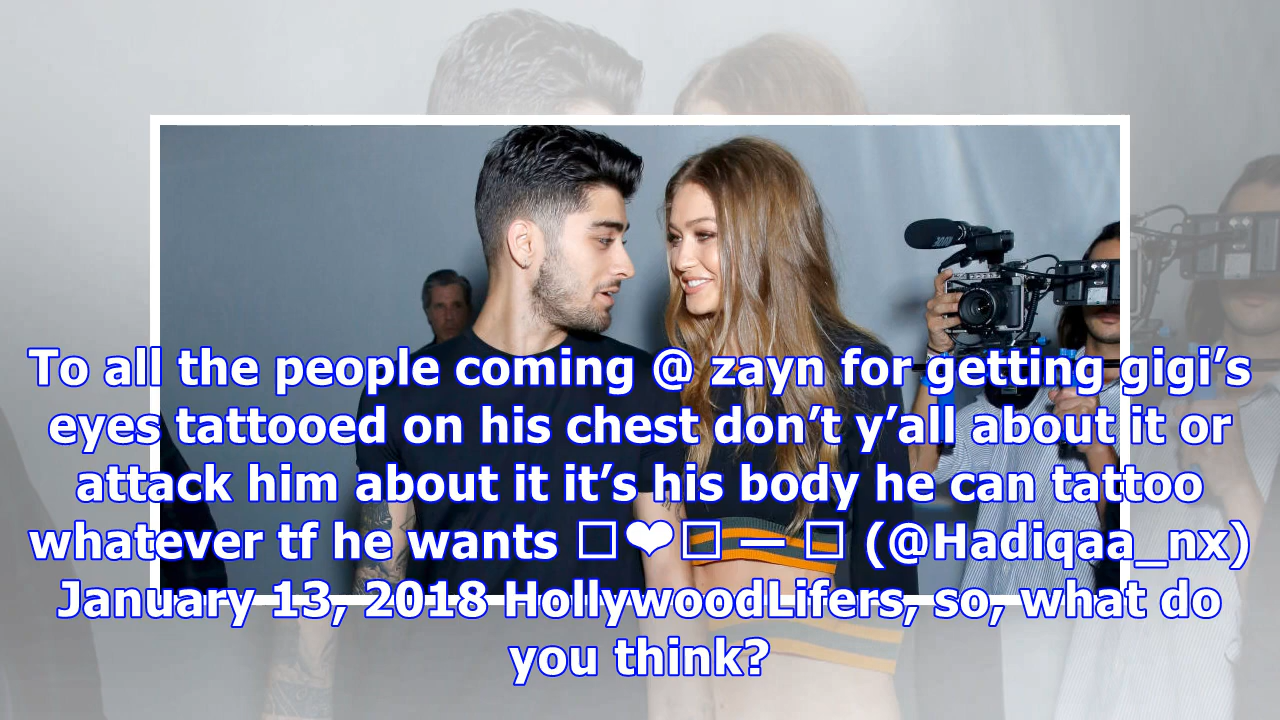 To all the people coming @ zayn for getting gigi’s
eyes tattooed on his chest don’t y’all about it or
attack him about it it’s his body he can tattoo
whatever tf he wants □❤□ — □ (@Hadiqaa_nx)
January 13, 2018 HollywoodLifers, so, what do
you think?